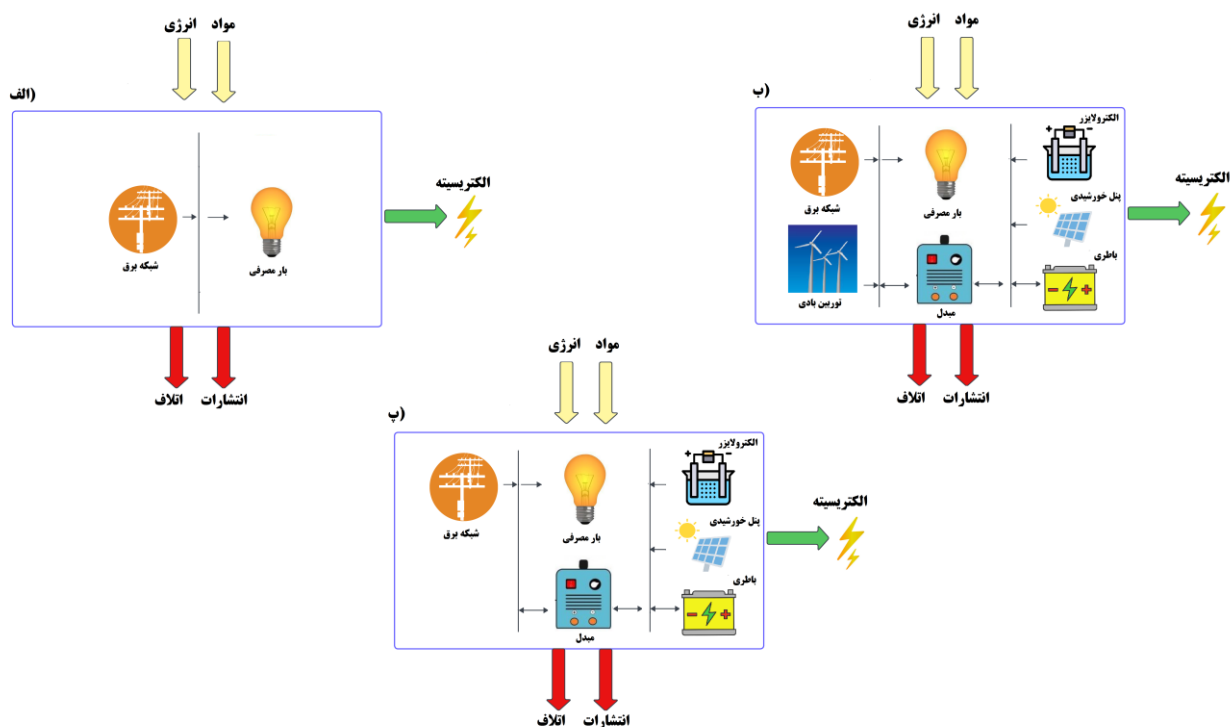 الف)
انرژی
مواد
شبکه برق
بار مصرفی
الکتریسیته
اتلاف
انتشارات
ب)
انرژی
مواد
شبکه برق
بار مصرفی
الکترولایزر
پنل خورشیدی
توربین بادی
مبدل
باطری
الکتریسیته
اتلاف
انتشارات
پ)
انرژی
مواد
شبکه برق
بار مصرفی
الکترولایزر
پنل خورشیدی
باطری
مبدل
الکتریسیته
اتلاف
انتشارات